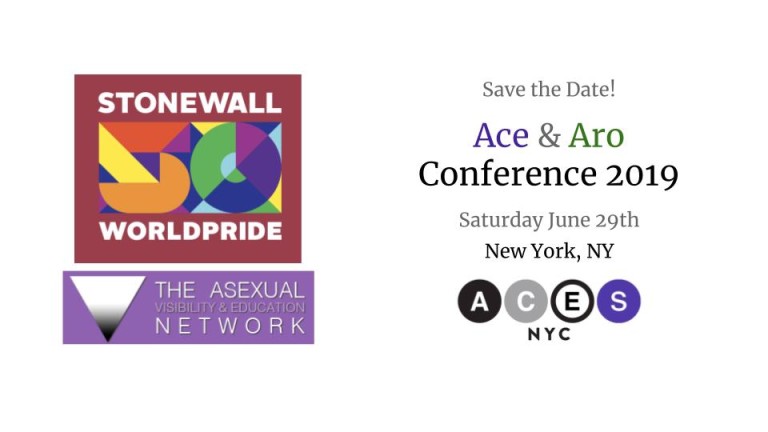 STONEWALL
50
WORLDPRIDE
THE ASEXUAL
VISIBILITY & EDUCATION
NETWORK
Save the Date!
Ace & Aro
Conference 2019
Saturday June 29th
New York, NY
A C E S
NYC